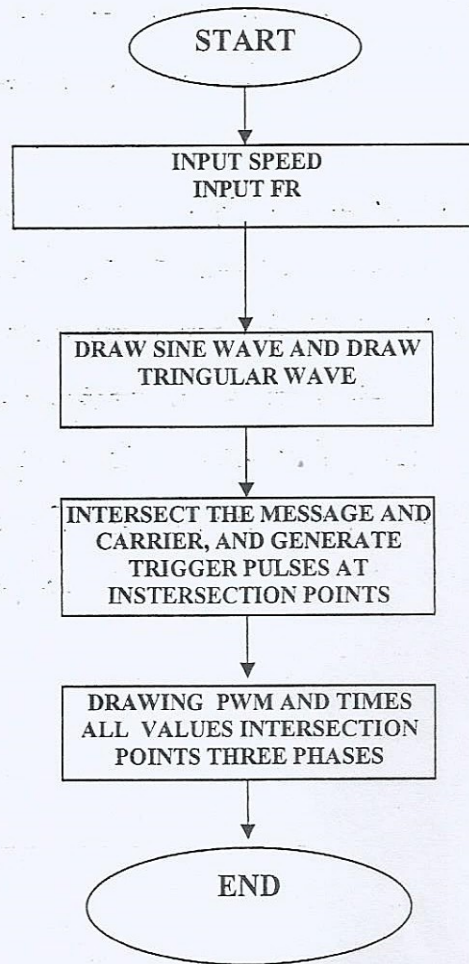 START
INPUT SPEED
INPUT FR
DRAW SINE WAVE AND DRAW
TRINGULAR WAVE
INTERSECT THE MESSAGE AND
CARRIER, AND GENERATE
TRIGGER PULSES AT
INSTERSECTION POINTS
DRAWING PWM AND TIMES
ALL VALUES INTERSECTION
POINTS THREE PHASES
END